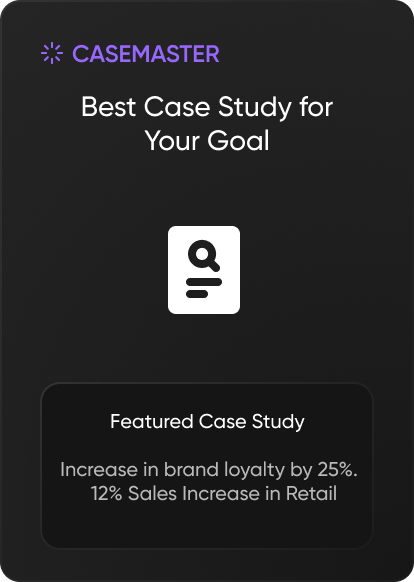 CASEMASTER
Best Case Study for
Your Goal
Featured Case Study
Increase in brand loyalty by 25%.
12% Sales Increase in Retail